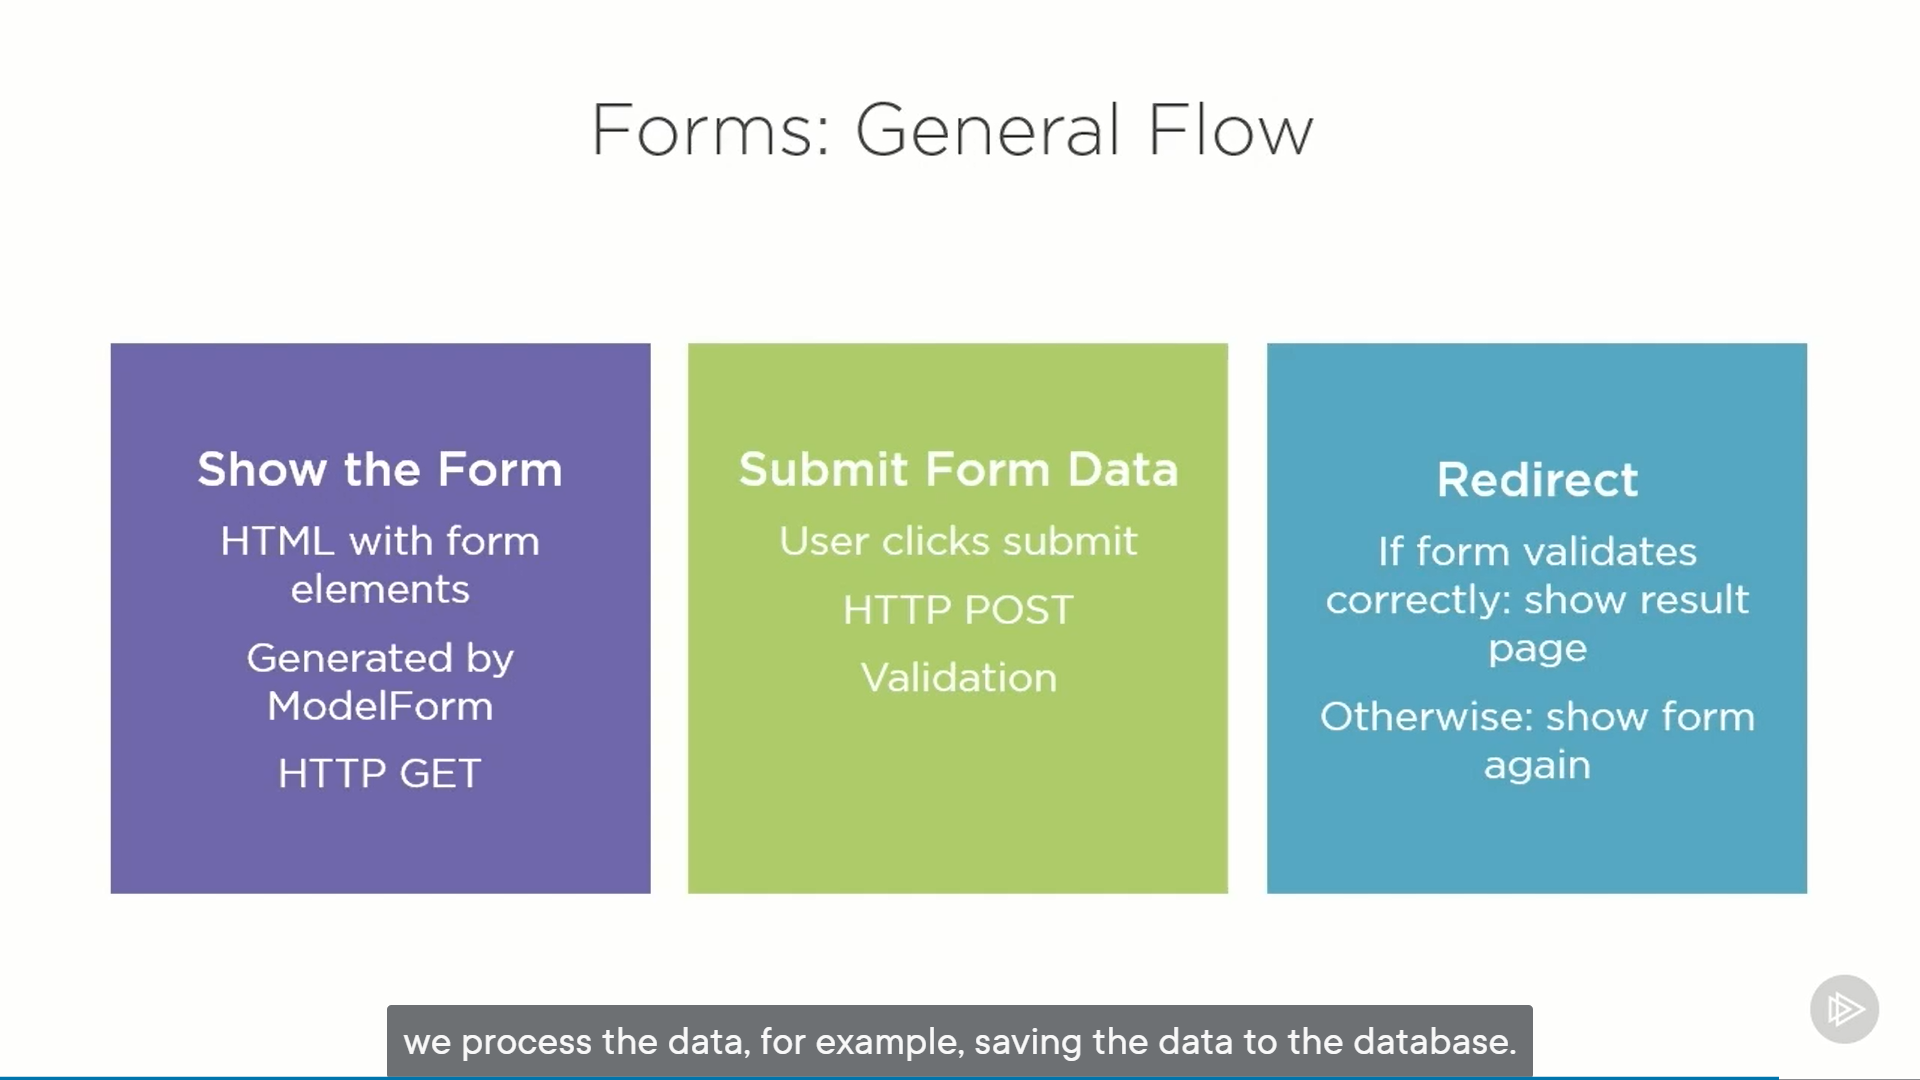 Forms: General Flow
Show the Form
HTML with form
elements
Generated by
ModelForm
HTTP GET
Submit Form Data
User clicks submit
HTTP POST
Validation
Redirect
If form validates
correctly: show result
page
Otherwise: show form
again
we process the data, for example, saving the data to the database.